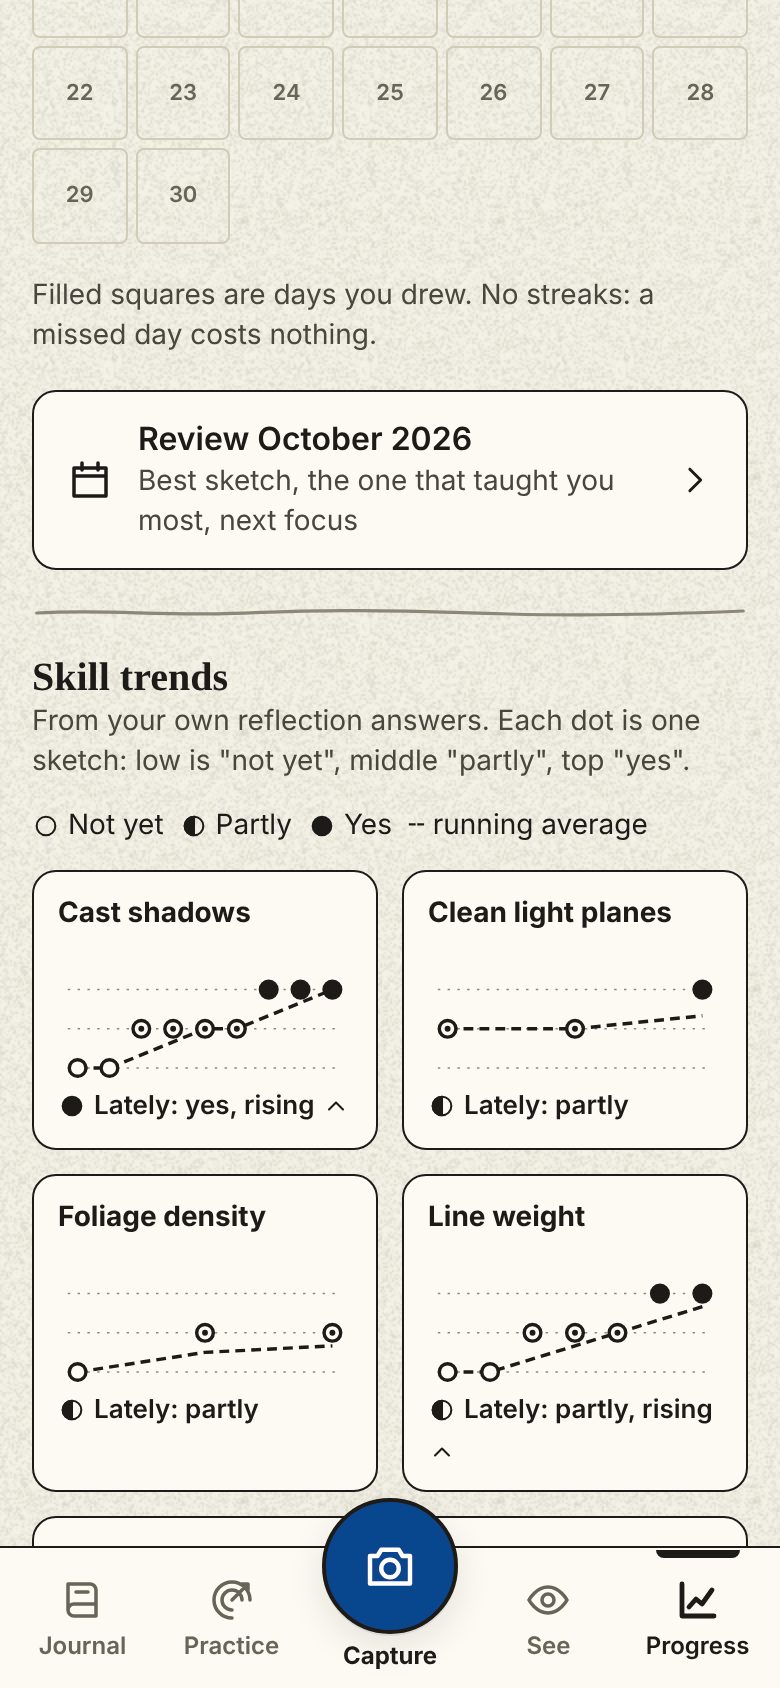 22 23 24 25 26 27 28
29 30
Filled squares are days you drew. No streaks: a
missed day costs nothing.
Review October 2026
Best sketch, the one that taught you
most, next focus
Skill trends
From your own reflection answers. Each dot is one
sketch: low is "not yet", middle "partly", top "yes".
Not yet Partly Yes -- running average
Cast shadows
Lately: yes, rising
Clean light planes
Lately: partly
Foliage density
Lately: partly
Line weight
Lately: partly, rising
Journal
Practice
Capture
See
Progress